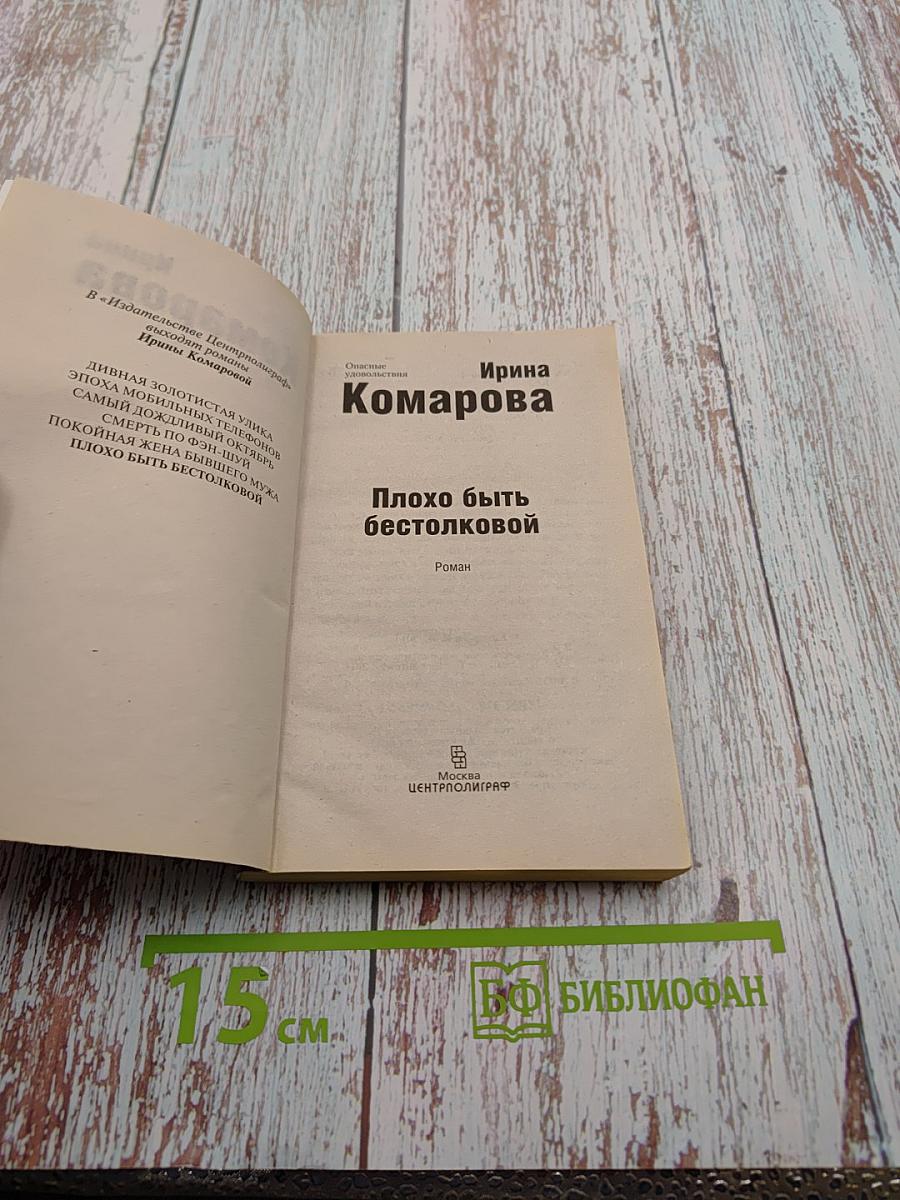 В «Издательстве Центрполиграф»
выходят романы
Ирины Комаровой
ДИВНАЯ ЗОЛОТИСТАЯ УЛИКА
ЭПОХА МОБИЛЬНЫХ ТЕЛЕФОНОВ
САМЫЙ ДОЖДЛИВЫЙ ОКТЯБРЬ
СМЕРТЬ ПО ФЭН-ШУЙ
ПОКОЙНАЯ ЖЕНА БЫВШЕГО МУЖА
ПЛОХО БЫТЬ БЕСТОЛКОВОЙ
Опасные
удовольствия
Ирина
Комарова
Плохо быть
бестолковой
Роман
Москва
ЦЕНТРПОЛИГРАФ
15 см
БФ БИБЛИОФАН